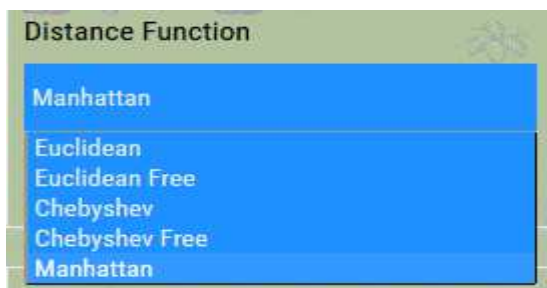 Distance Function
Manhattan
Euclidean
Euclidean Free
Chebyshev
Chebyshev Free
Manhattan